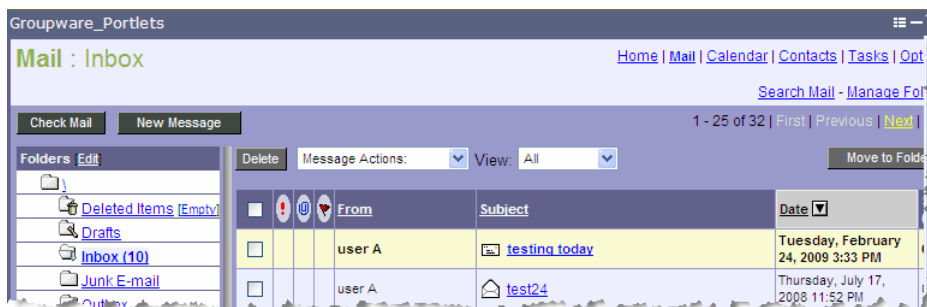 Groupware_Portlets
Mail : Inbox
Home | Mail | Calendar | Contacts | Tasks | Opt
Search Mail - Manage Fol
Check Mail New Message 1 - 25 of 32 | First | Previous | Next |
Folders [Edit] Delete Message Actions: View: All Move to Folde
\
Deleted Items [Empty] From Subject Date
Drafts
Inbox (10) user A testing today Tuesday, February
24, 2009 3:33 PM
Junk E-mail user A test24 Thursday, July 17,
2008 11:52 PM
Outbox